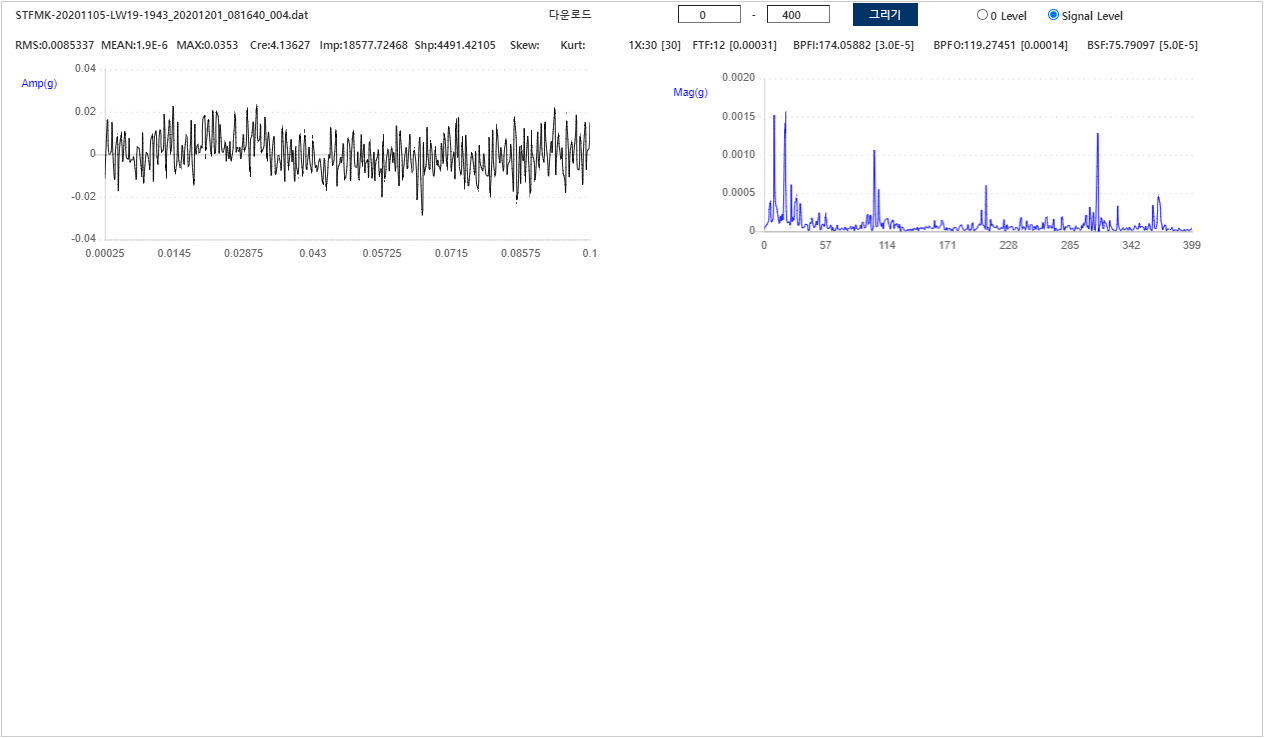 STFMK-20201105-LW19-1943_20201201_081640_004.dat 다운로드 0 - 400 그리기 0 Level Signal Level
RMS:0.0085337 MEAN:1.9E-6 MAX:0.0353 Cre:4.13627 Imp:18577.72468 Shp:4491.42105 Skew: Kurt: 1X:30 [30] FTF:12 [0.00031] BPFI:174.05882 [3.0E-5] BPFO:119.27451 [0.00014] BSF:75.79097 [5.0E-5]
Amp(g)
0.04
0.02
0
-0.02
-0.04
0.00025 0.0145 0.02875 0.043 0.05725 0.0715 0.08575 0.1
Mag(g)
0.0020
0.0015
0.0010
0.0005
0
0 57 114 171 228 285 342 399